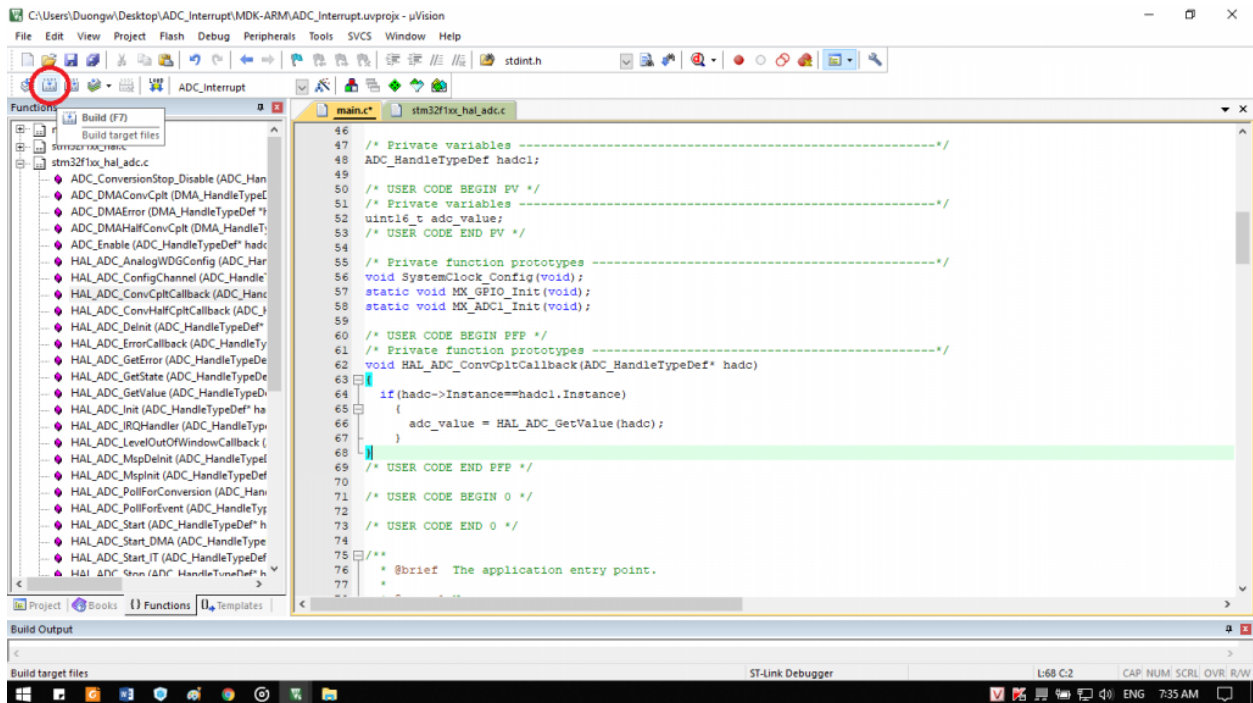 C:\Users\Duongw\Desktop\ADC_Interrupt\MDK-ARM\ADC_Interrupt.uvprojx - µVision
File Edit View Project Flash Debug Peripherals Tools SVCS Window Help
stdint.h
LOAD ADC_Interrupt
Functions
main.c* stm32f1xx_hal_adc.c
Build (F7)
Build target files
stm32f1xx_hal.c
stm32f1xx_hal_adc.c
ADC_ConversionStop_Disable (ADC_Han
ADC_DMAConvCplt (DMA_HandleTypeD
ADC_DMAError (DMA_HandleTypeDef *h
ADC_DMAHalfConvCplt (DMA_HandleTy
ADC_Enable (ADC_HandleTypeDef* hadc
HAL_ADC_AnalogWDGConfig (ADC_Har
HAL_ADC_ConfigChannel (ADC_Handle
HAL_ADC_ConvCpltCallback (ADC_Hanc
HAL_ADC_ConvHalfCpltCallback (ADC_H
HAL_ADC_DeInit (ADC_HandleTypeDef*
HAL_ADC_ErrorCallback (ADC_HandleTy
HAL_ADC_GetError (ADC_HandleTypeDe
HAL_ADC_GetState (ADC_HandleTypeDe
HAL_ADC_GetValue (ADC_HandleTypeD
HAL_ADC_Init (ADC_HandleTypeDef* ha
HAL_ADC_IRQHandler (ADC_HandleType
HAL_ADC_LevelOutOfWindowCallback (
HAL_ADC_MspDeInit (ADC_HandleTypeD
HAL_ADC_MspInit (ADC_HandleTypeDef
HAL_ADC_PollForConversion (ADC_Han
HAL_ADC_PollForEvent (ADC_HandleTyp
HAL_ADC_Start (ADC_HandleTypeDef* h
HAL_ADC_Start_DMA (ADC_HandleType
HAL_ADC_Start_IT (ADC_HandleTypeDef
HAL_ADC_Stop (ADC_HandleTypeDef* h
Project Books {} Functions Templates
46
47 /* Private variables ---------------------------------------------------------*/
48 ADC_HandleTypeDef hadc1;
49
50 /* USER CODE BEGIN PV */
51 /* Private variables ---------------------------------------------------------*/
52 uint16_t adc_value;
53 /* USER CODE END PV */
54
55 /* Private function prototypes -----------------------------------------------*/
56 void SystemClock_Config(void);
57 static void MX_GPIO_Init(void);
58 static void MX_ADC1_Init(void);
59
60 /* USER CODE BEGIN PFP */
61 /* Private function prototypes -----------------------------------------------*/
62 void HAL_ADC_ConvCpltCallback(ADC_HandleTypeDef* hadc)
63 {
64 if(hadc->Instance==hadc1.Instance)
65 {
66 adc_value = HAL_ADC_GetValue(hadc);
67 }
68 }
69 /* USER CODE END PFP */
70
71 /* USER CODE BEGIN 0 */
72
73 /* USER CODE END 0 */
74
75 /**
76 * @brief The application entry point.
77 *
Build Output
Build target files ST-Link Debugger L:68 C:2 CAP NUM SCRL OVR R/W
ENG 7:35 AM